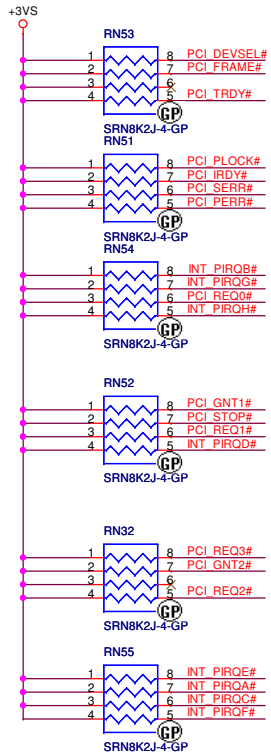 +3VS
RN53
1 8 PCI_DEVSEL#
2 7 PCI_FRAME#
3 6
4 5 PCI_TRDY#
GP
SRN8K2J-4-GP
RN51
1 8 PCI_PLOCK#
2 7 PCI_IRDY#
3 6 PCI_SERR#
4 5 PCI_PERR#
GP
SRN8K2J-4-GP
RN54
1 8 INT_PIRQB#
2 7 INT_PIRQG#
3 6 PCI_REQ0#
4 5 INT_PIRQH#
GP
SRN8K2J-4-GP
RN52
1 8 PCI_GNT1#
2 7 PCI_STOP#
3 6 PCI_REQ1#
4 5 INT_PIRQD#
GP
SRN8K2J-4-GP
RN32
1 8 PCI_REQ3#
2 7 PCI_GNT2#
3 6
4 5 PCI_REQ2#
GP
SRN8K2J-4-GP
RN55
1 8 INT_PIRQE#
2 7 INT_PIRQA#
3 6 INT_PIRQC#
4 5 INT_PIRQF#
GP
SRN8K2J-4-GP